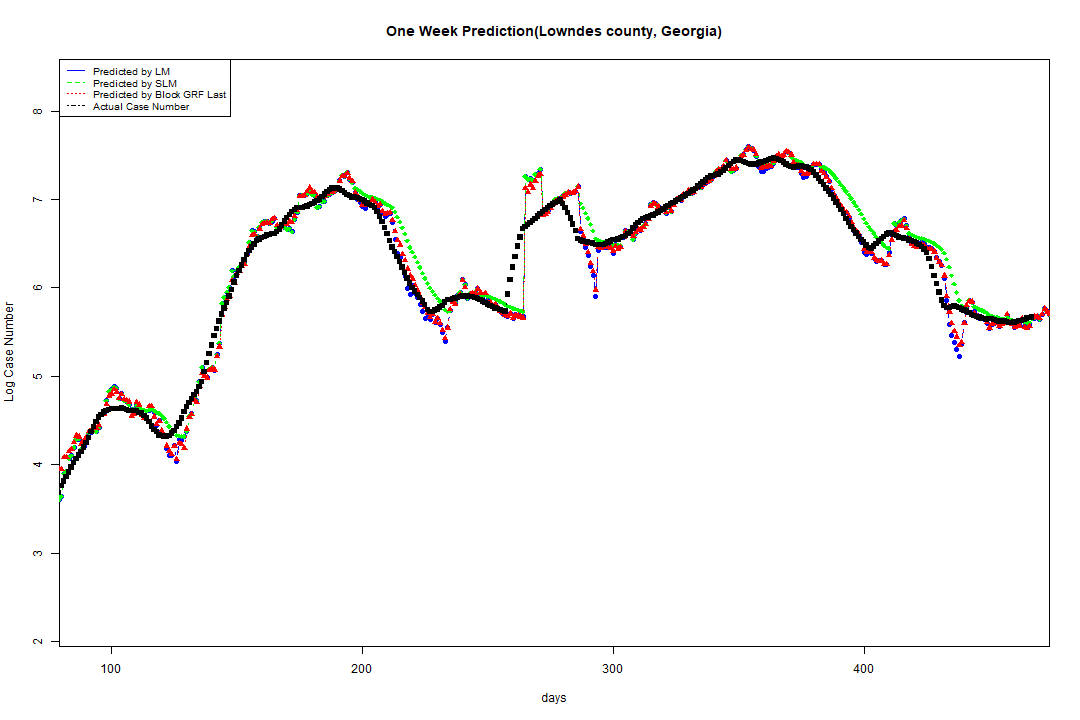 One Week Prediction(Lowndes county, Georgia)
Predicted by LM
Predicted by SLM
Predicted by Block GRF Last
Actual Case Number
8
7
6
5
4
3
2
Log Case Number
100 200 300 400
days